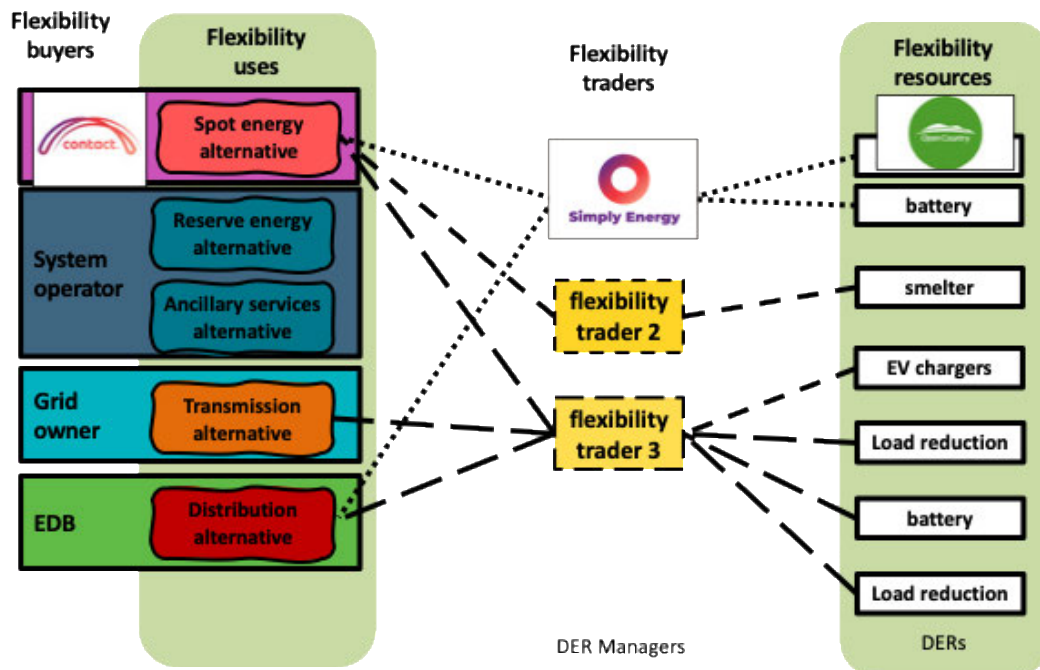 Flexibility
buyers
Flexibility
uses
Flexibility
traders
Flexibility
resources
contact
Spot energy
alternative
Open Country
Simply Energy
battery
System
operator
Reserve energy
alternative
Ancillary services
alternative
flexibility
trader 2
smelter
Grid
owner
Transmission
alternative
flexibility
trader 3
EV chargers
Load reduction
EDB
Distribution
alternative
battery
Load reduction
DER Managers
DERs